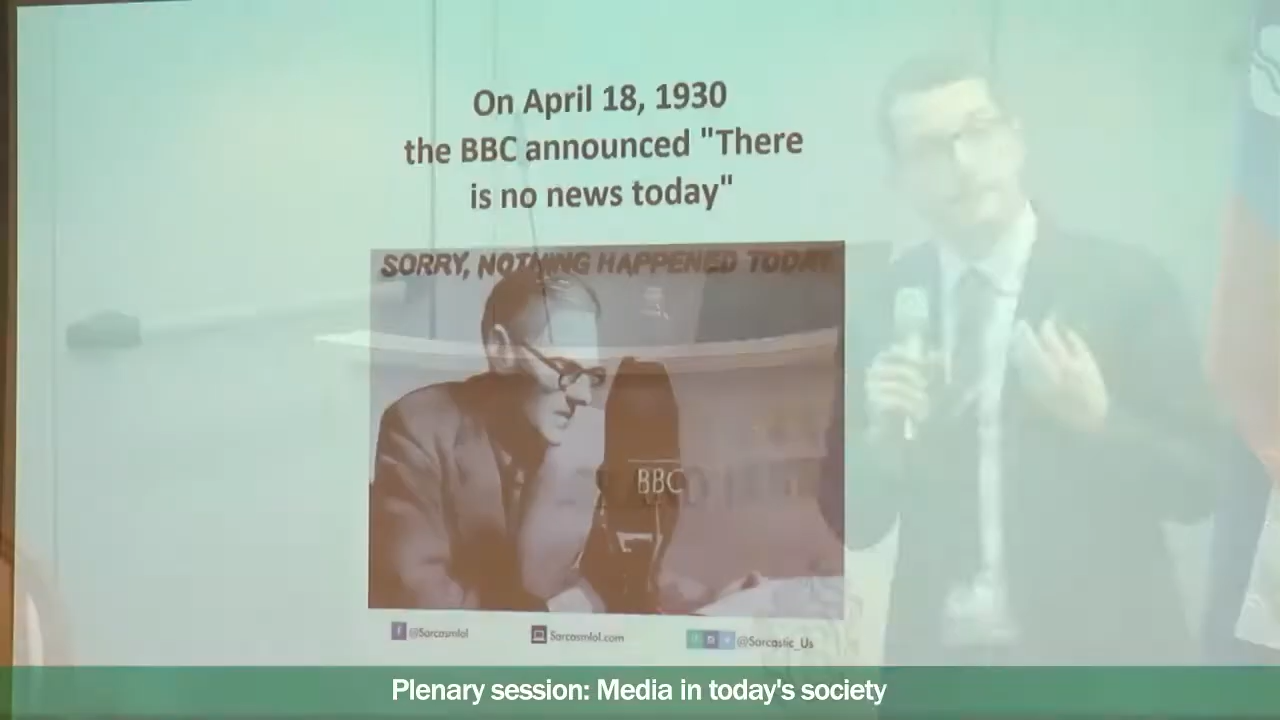 On April 18, 1930
the BBC announced "There
is no news today"
SORRY, NOTHING HAPPENED TODAY
BBC
@Sarcasmlol
Sarcasmlol.com
@Sarcastic_Us
Plenary session: Media in today's society